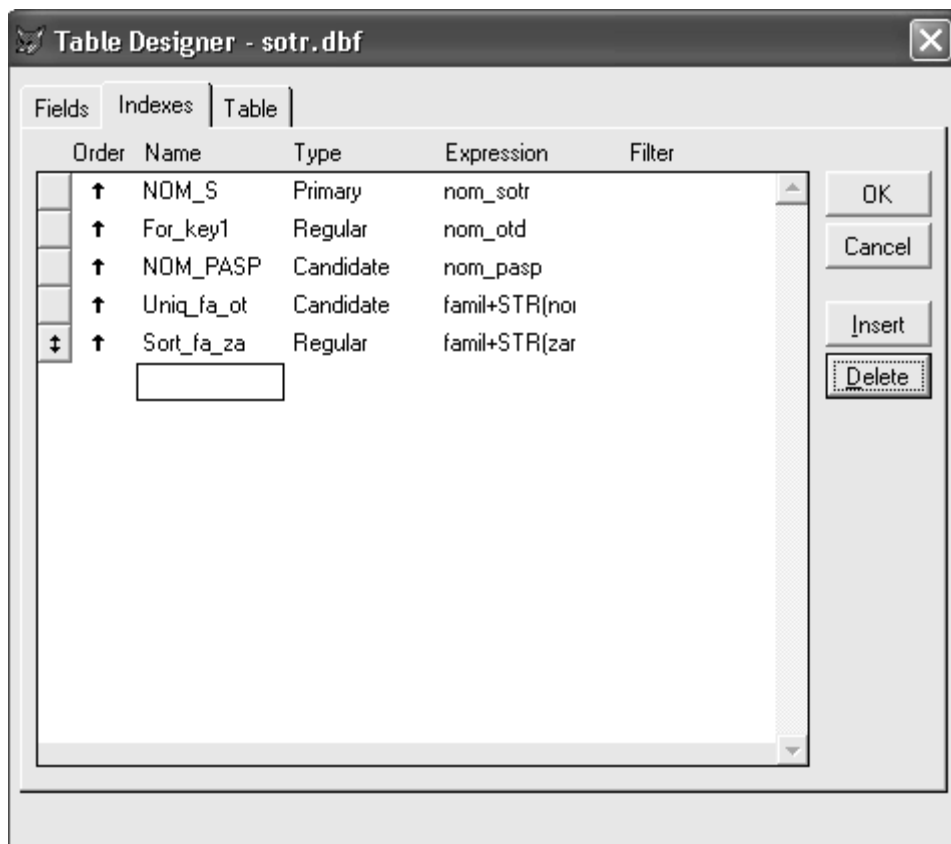 Table Designer - sotr.dbf
Fields Indexes Table
Order Name Type Expression Filter
NOM_S Primary nom_sotr
For_key1 Regular nom_otd
NOM_PASP Candidate nom_pasp
Uniq_fa_ot Candidate famil+STR(noi
Sort_fa_za Regular famil+STR(zar
OK
Cancel
Insert
Delete